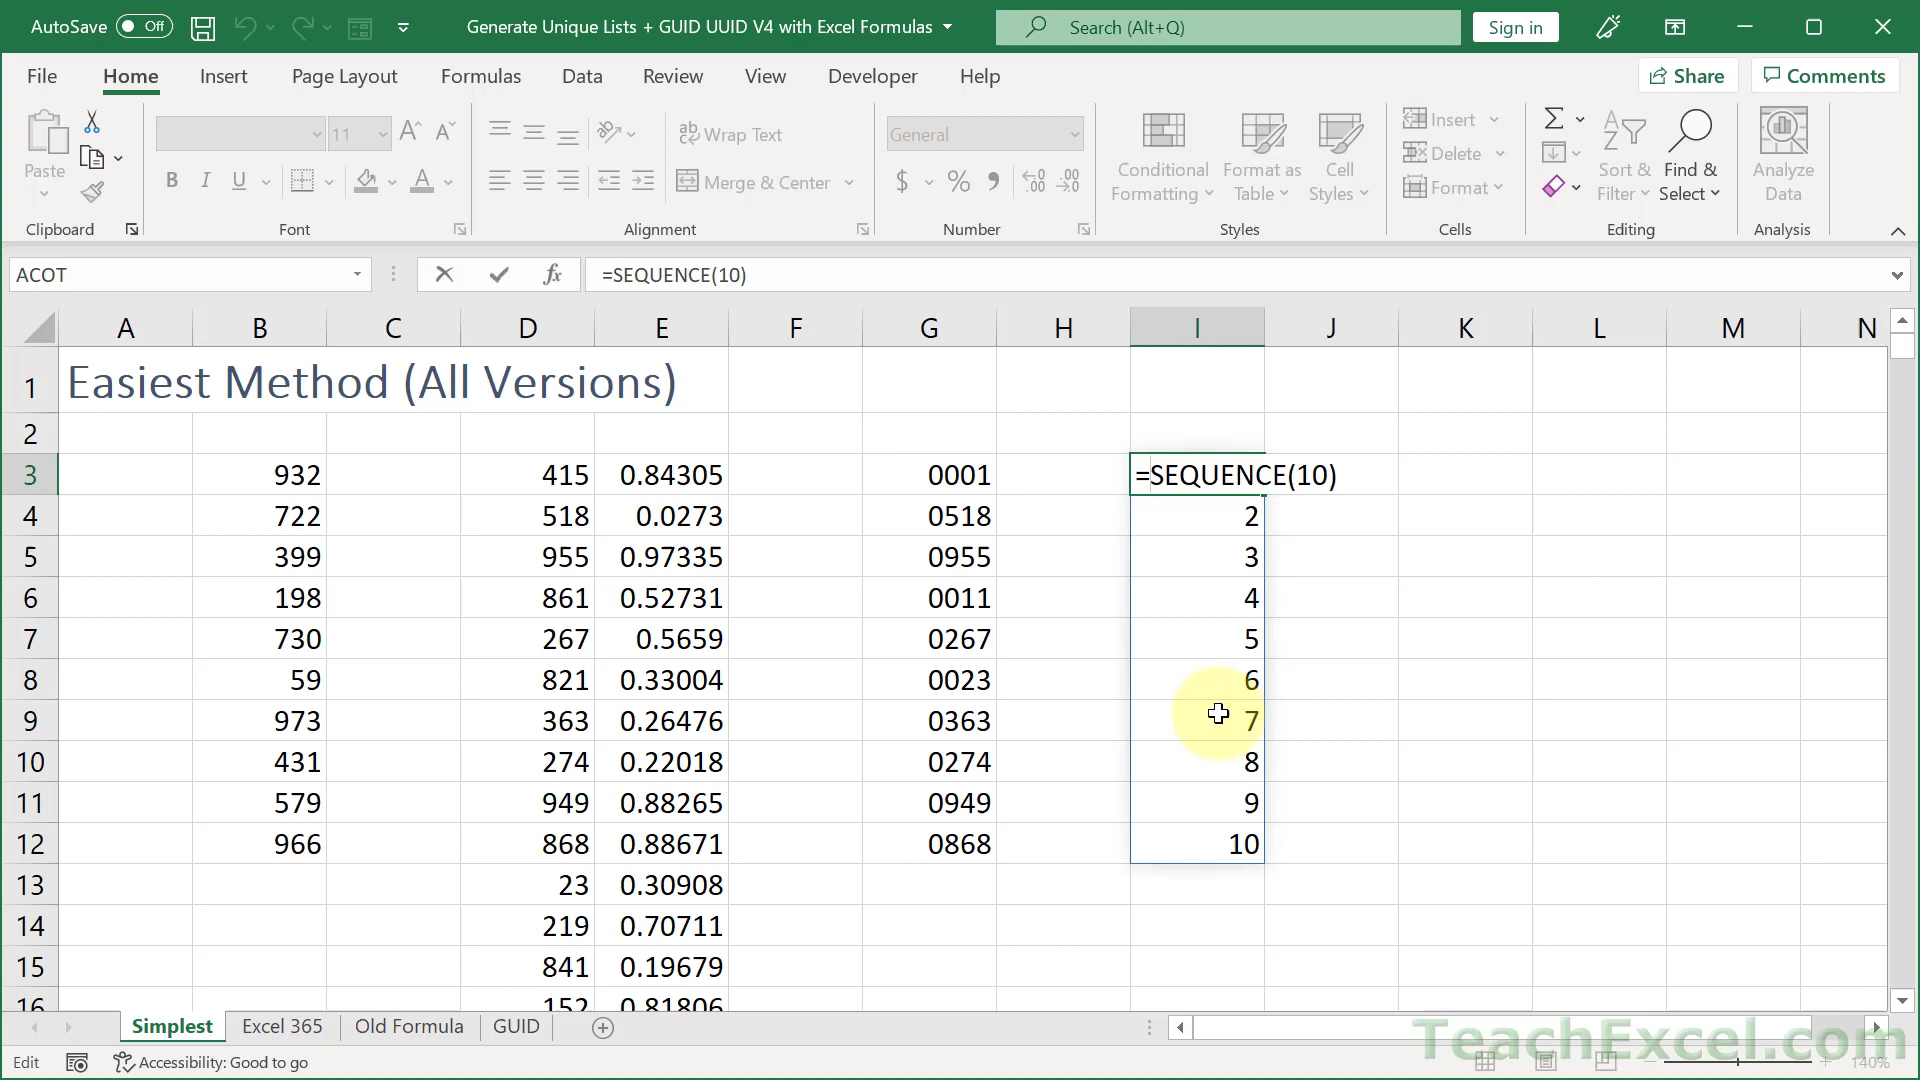 AutoSave Off Generate Unique Lists + GUID UUID V4 with Excel Formulas Search (Alt+Q) Sign in
File Home Insert Page Layout Formulas Data Review View Developer Help Share Comments
Paste
Clipboard
11
B I U
Font
Wrap Text
Merge & Center
Alignment
General
$ % 9
Number
Conditional Formatting
Format as Table
Cell Styles
Styles
Insert
Delete
Format
Cells
Sort & Filter
Find & Select
Editing
Analyze Data
Analysis
ACOT fx =SEQUENCE(10)
A B C D E F G H I J K L M N
1 Easiest Method (All Versions)
2
3 932 415 0.84305 0001 =SEQUENCE(10)
4 722 518 0.0273 0518 2
5 399 955 0.97335 0955 3
6 198 861 0.52731 0011 4
7 730 267 0.5659 0267 5
8 59 821 0.33004 0023 6
9 973 363 0.26476 0363 7
10 431 274 0.22018 0274 8
11 579 949 0.88265 0949 9
12 966 868 0.88671 0868 10
13 23 0.30908
14 219 0.70711
15 841 0.19679
16 152 0.81806
Simplest Excel 365 Old Formula GUID
TeachExcel.com
Edit Accessibility: Good to go 140%